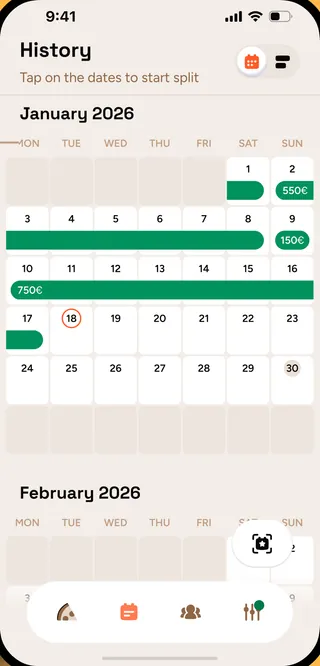 9:41
History
Tap on the dates to start split
January 2026
MON TUE WED THU FRI SAT SUN
1 2
550€
3 4 5 6 7 8 9
150€
10 11 12 13 14 15 16
750€
17 18 19 20 21 22 23
24 25 26 27 28 29 30
February 2026
MON TUE WED THU FRI SAT SUN
2
3 9